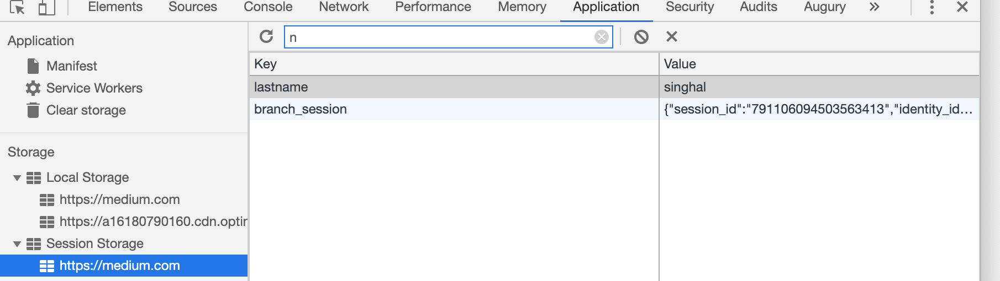 Elements Sources Console Network Performance Memory Application Security Audits Augury
Application
Manifest
Service Workers
Clear storage
Storage
Local Storage
https://medium.com
https://a16180790160.cdn.optir
Session Storage
https://medium.com
n
Key Value
lastname singhal
branch_session {"session_id":"791106094503563413","identity_id…